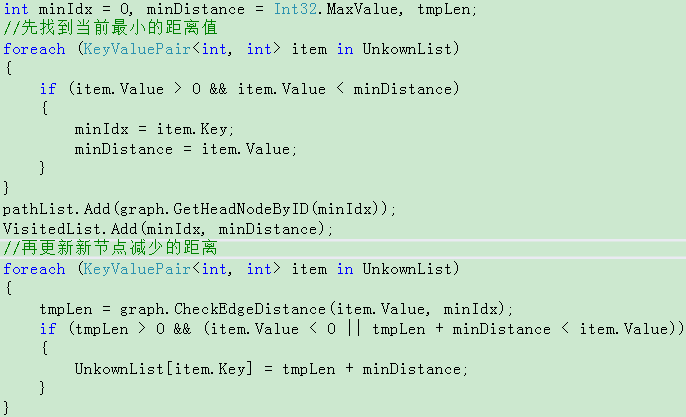 int minIdx = 0, minDistance = Int32.MaxValue, tmpLen;
//先找到当前最小的距离值
foreach (KeyValuePair<int, int> item in UnkownList)
{
if (item.Value > 0 && item.Value < minDistance)
{
minIdx = item.Key;
minDistance = item.Value;
}
}
pathList.Add(graph.GetHeadNodeByID(minIdx));
VisitedList.Add(minIdx, minDistance);
//再更新新节点减少的距离
foreach (KeyValuePair<int, int> item in UnkownList)
{
tmpLen = graph.CheckEdgeDistance(item.Value, minIdx);
if (tmpLen > 0 && (item.Value < 0 || tmpLen + minDistance < item.Value))
{
UnkownList[item.Key] = tmpLen + minDistance;
}
}